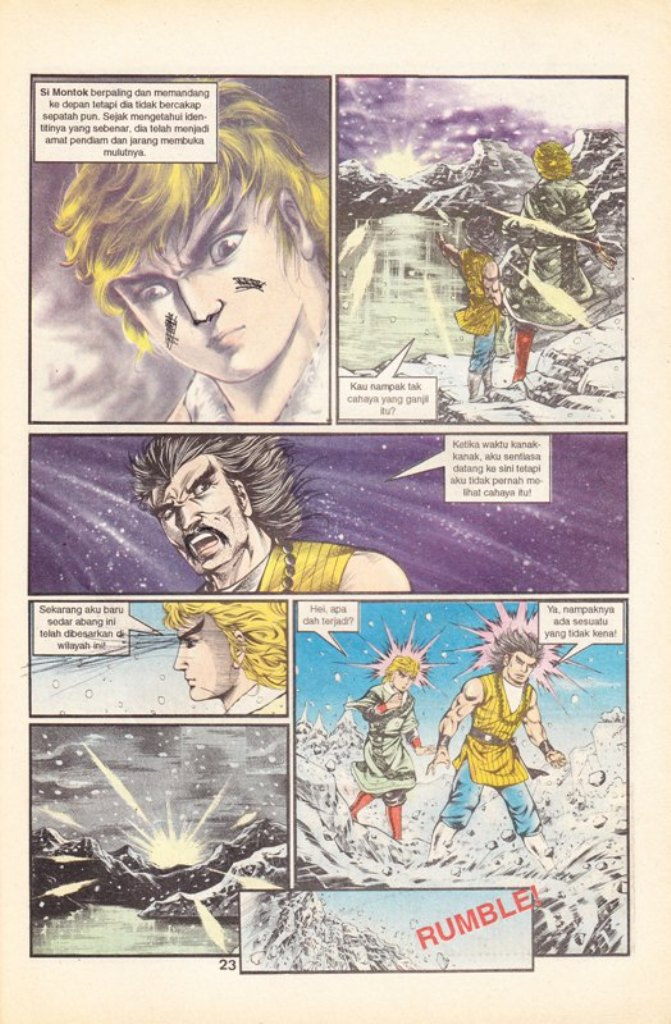 Si Montok berpaling dan memandang
ke depan tetapi dia tidak bercakap
sepatah pun. Sejak mengetahui iden-
titinya yang sebenar, dia telah menjadi
amat pendiam dan jarang membuka
mulutnya.
Kau nampak tak
cahaya yang ganjil
itu?
Ketika waktu kanak-
kanak, aku sentiasa
datang ke sini tetapi
aku tidak pernah me-
lihat cahaya itu!
Sekarang aku baru
sedar abang ini
telah dibesarkan di
wilayah ini!
Hei, apa
dah terjadi?
Ya, nampaknya
ada sesuatu
yang tidak kena!
RUMBLE!
23